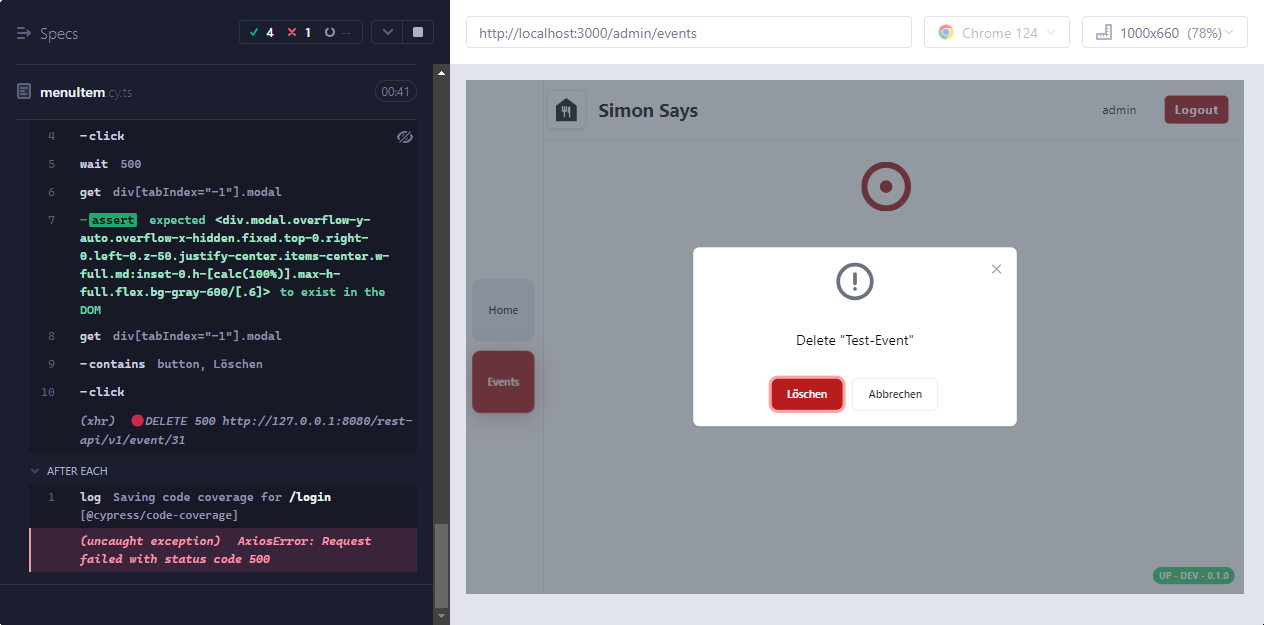 Specs
4
1
--
menuItem.cy.ts
00:41
4 -click
5 wait 500
6 get div[tabIndex="-1"].modal
7 -assert expected <div.modal.overflow-y-
auto.overflow-x-hidden.fixed.top-0.right-
0.left-0.z-50.justify-center.items-center.w-
full.md:inset-0.h-[calc(100%)].max-h-
full.flex.bg-gray-600/[.6]> to exist in the
DOM
8 get div[tabIndex="-1"].modal
9 -contains button, Löschen
10 -click
(xhr) DELETE 500 http://127.0.0.1:8080/rest-
api/v1/event/31
AFTER EACH
1 log Saving code coverage for /login
[@cypress/code-coverage]
(uncaught exception) AxiosError: Request
failed with status code 500
http://localhost:3000/admin/events
Chrome 124
1000x660 (78%)
Simon Says
admin
Logout
Home
Events
Delete "Test-Event"
Löschen
Abbrechen
UP - DEV - 0.1.0